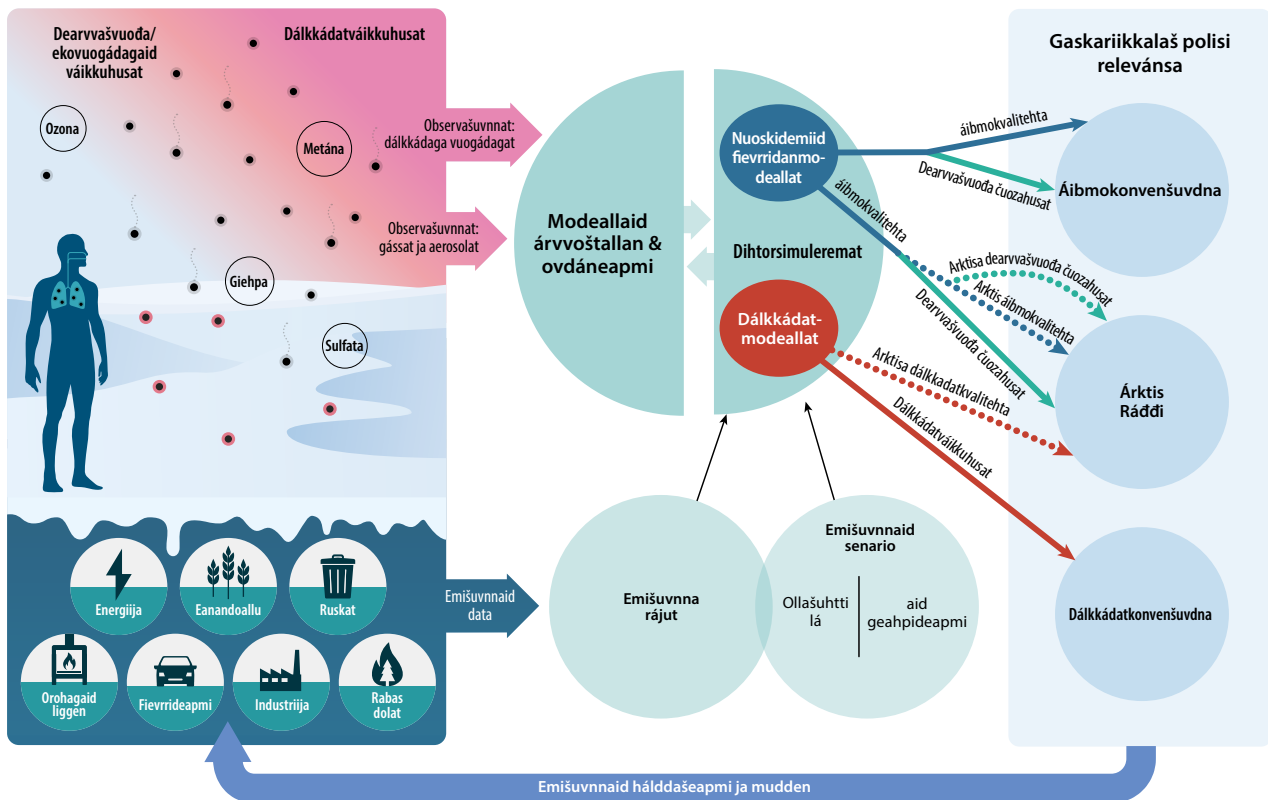 Dearvvašvuođa/
ekovuogádagaid
váikkuhusat
Dálkkádatváikkuhusat
Ozona
Metána
Giehpa
Sulfata
Energiija
Eanandoallu
Ruskat
Orohagaid
liggen
Fievrrideapmi
Industriija
Rabas
dolat
Observašuvnnat:
dálkkádaga vuogádagat
Observašuvnnat:
gássat ja aerosolat
Emišuvnnaid
data
Modeallaid
árvvoštallan &
ovdáneapmi
Nuoskidemiid
fievrridanmo-
deallat
Dihtorsimuleremat
Dálkkádat-
modeallat
Emišuvnna
rájut
Emišuvnnaid
senario
Ollašuhtti
lá
aid
geahpideapmi
áibmokvalitehta
Dearvvašvuođa čuozahusat
áibmokvalitehta
Arktisa dearvvašvuođa čuozahusat
Arktis áibmokvalitehta
Dearvvašvuođa čuozahusat
Arktisa dálkkadatkvalitehta
Dálkkádatváikkuhusat
Gaskariikkalaš polisi
relevánsa
Áibmokonvenšuvdna
Árktis
Ráđđi
Dálkkádatkonvenšuvdna
Emišuvnnaid hálddašeapmi ja mudden